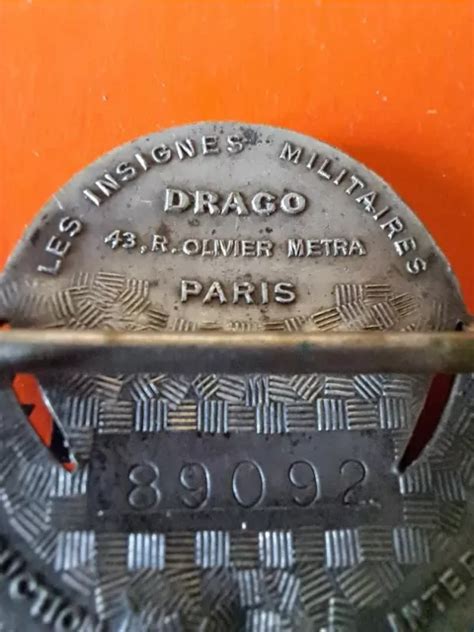 LES INSIGNES MILITAIRES
DRAGO
43, R. OLIVIER METRA
PARIS
89092